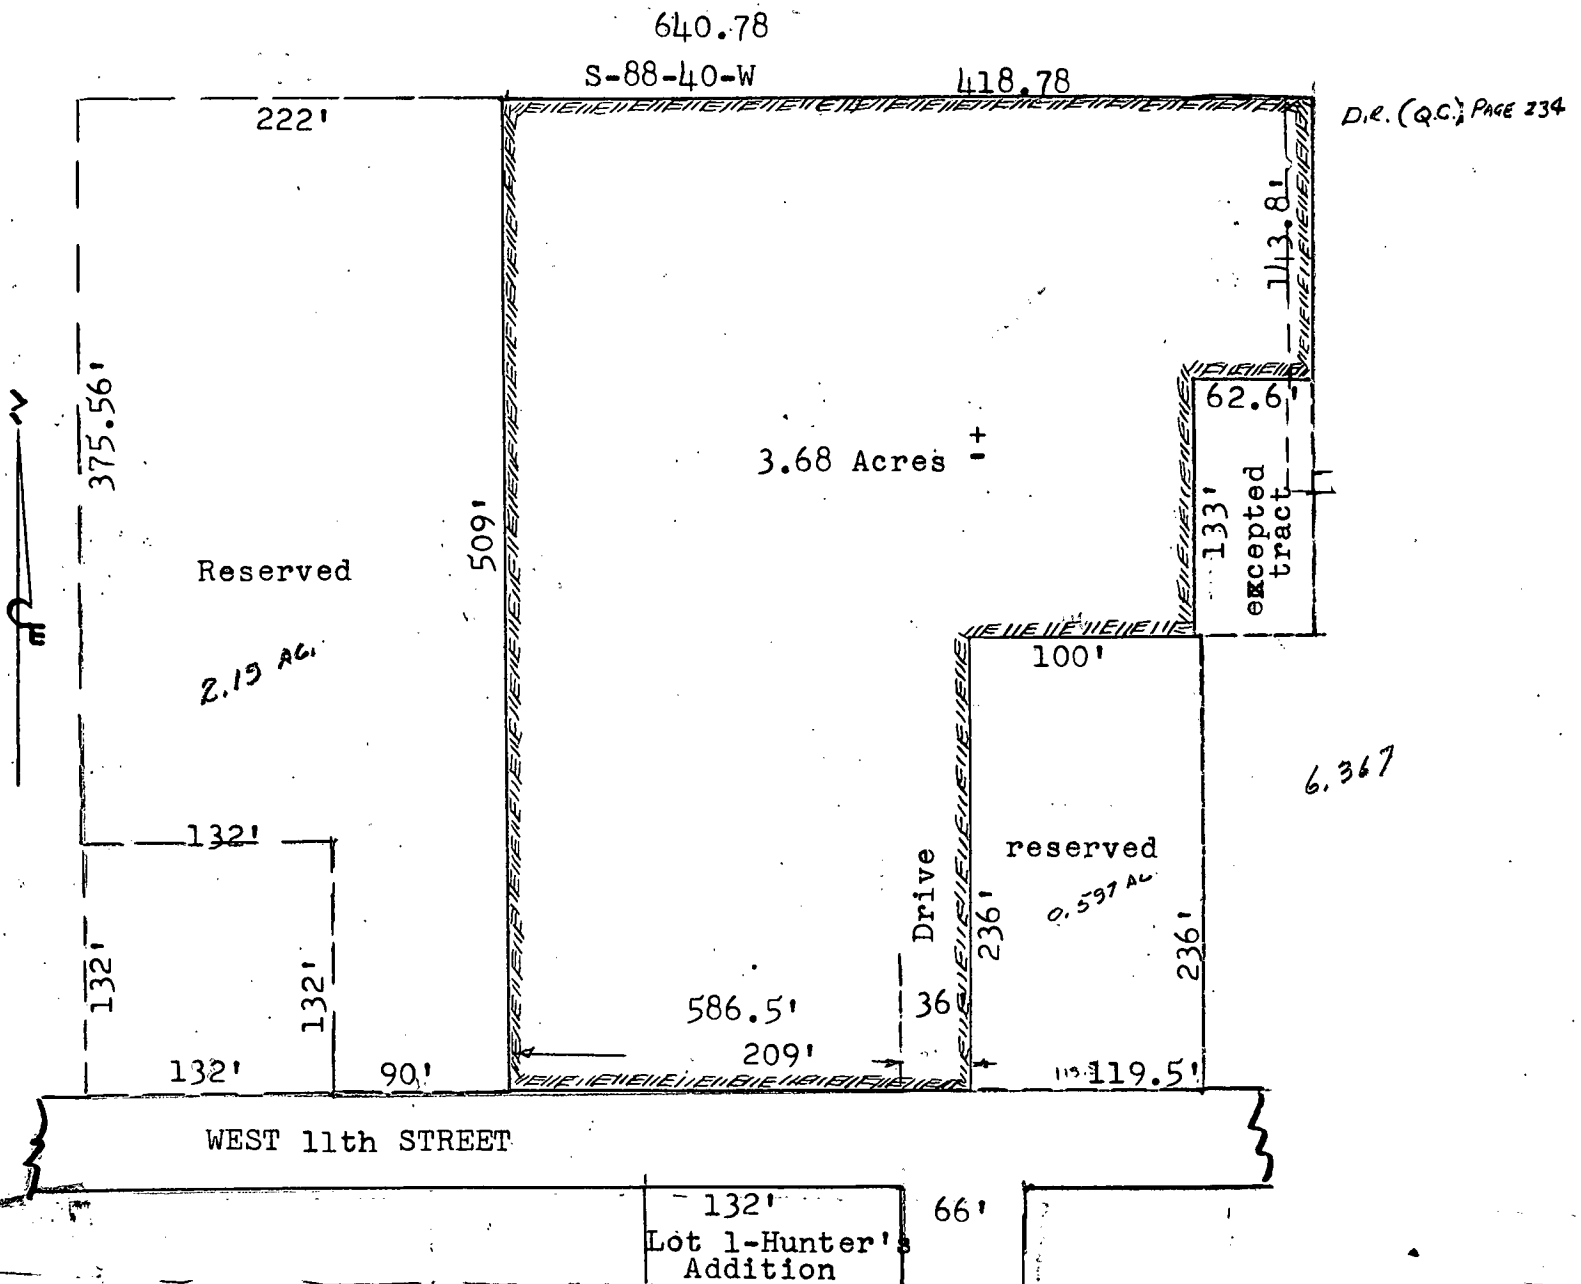 640.78
S-88-40-W
418.78
222'
D.R. (Q.C.), PAGE 234
143.8'
N
375.56'
62.6'
3.68 Acres ±
509'
133'
excepted
tract
Reserved
100'
2.19 AC.
6.367
132'
Drive
reserved
0.597 AC
236'
236'
132'
132'
586.5'
36
209'
132'
90'
119.5
119.5'
WEST 11th STREET
132'
66'
Lot 1-Hunter's
Addition